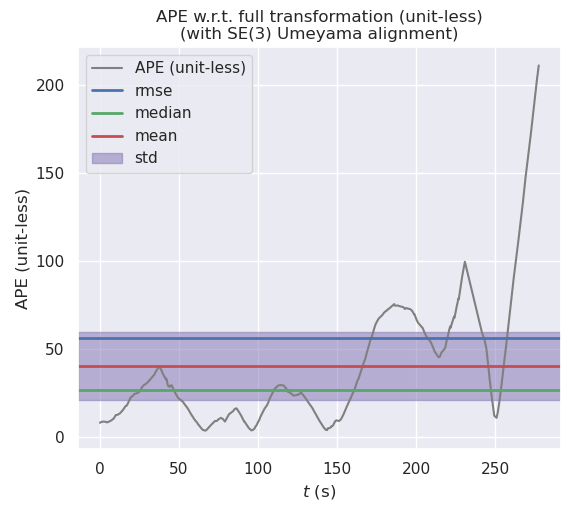 APE w.r.t. full transformation (unit-less)
(with SE(3) Umeyama alignment)
APE (unit-less)
rmse
median
mean
std
APE (unit-less)
200
150
100
50
0
0 50 100 150 200 250
t (s)